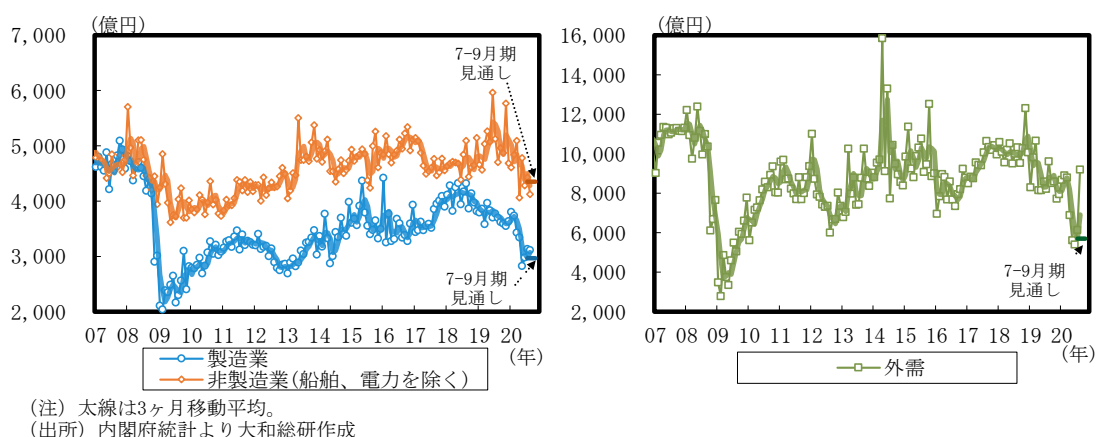 (億円)
7,000
6,000
5,000
4,000
3,000
2,000
7-9月期
見通し
7-9月期
見通し
07 08 09 10 11 12 13 14 15 16 17 18 19 20
(年)
製造業
非製造業(船舶、電力を除く)
(億円)
16,000
14,000
12,000
10,000
8,000
6,000
4,000
2,000
7-9月期
見通し
07 08 09 10 11 12 13 14 15 16 17 18 19 20
(年)
外需
(注) 太線は3ヶ月移動平均。
(出所) 内閣府統計より大和総研作成